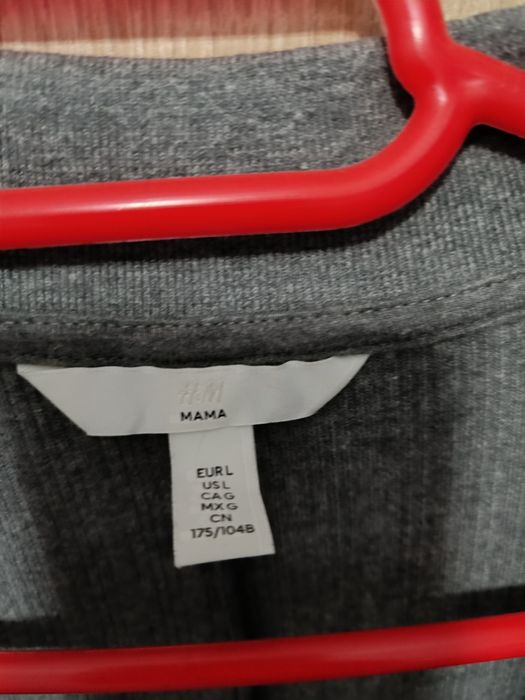 H&M
MAMA
EUR L
US L
CA G
MX G
CN
175/104B